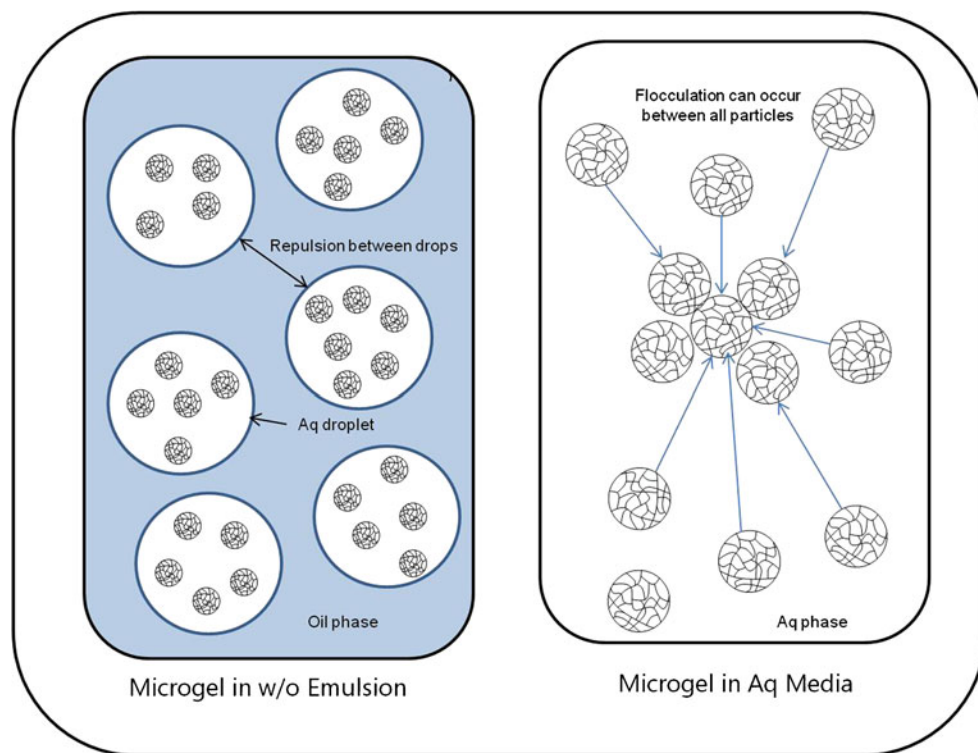 Repulsion between drops
Aq droplet
Oil phase
Microgel in w/o Emulsion
Flocculation can occur
between all particles
Aq phase
Microgel in Aq Media